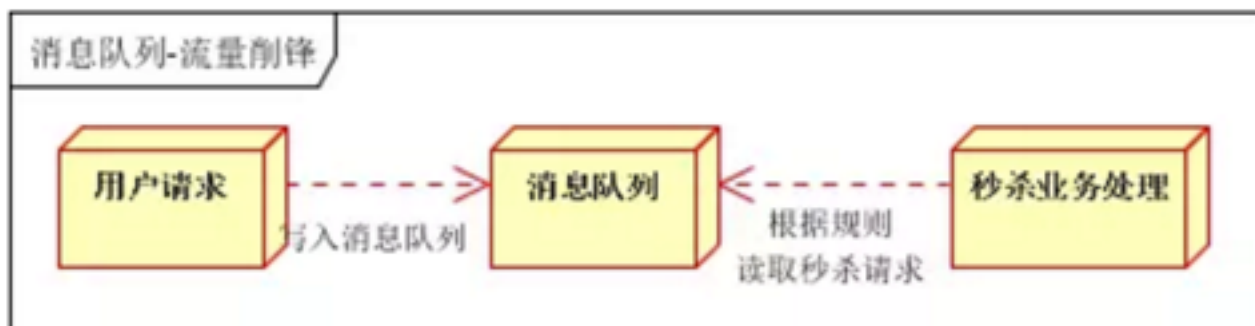 消息队列-流量削锋
用户请求
写入消息队列
消息队列
根据规则
读取秒杀请求
秒杀业务处理